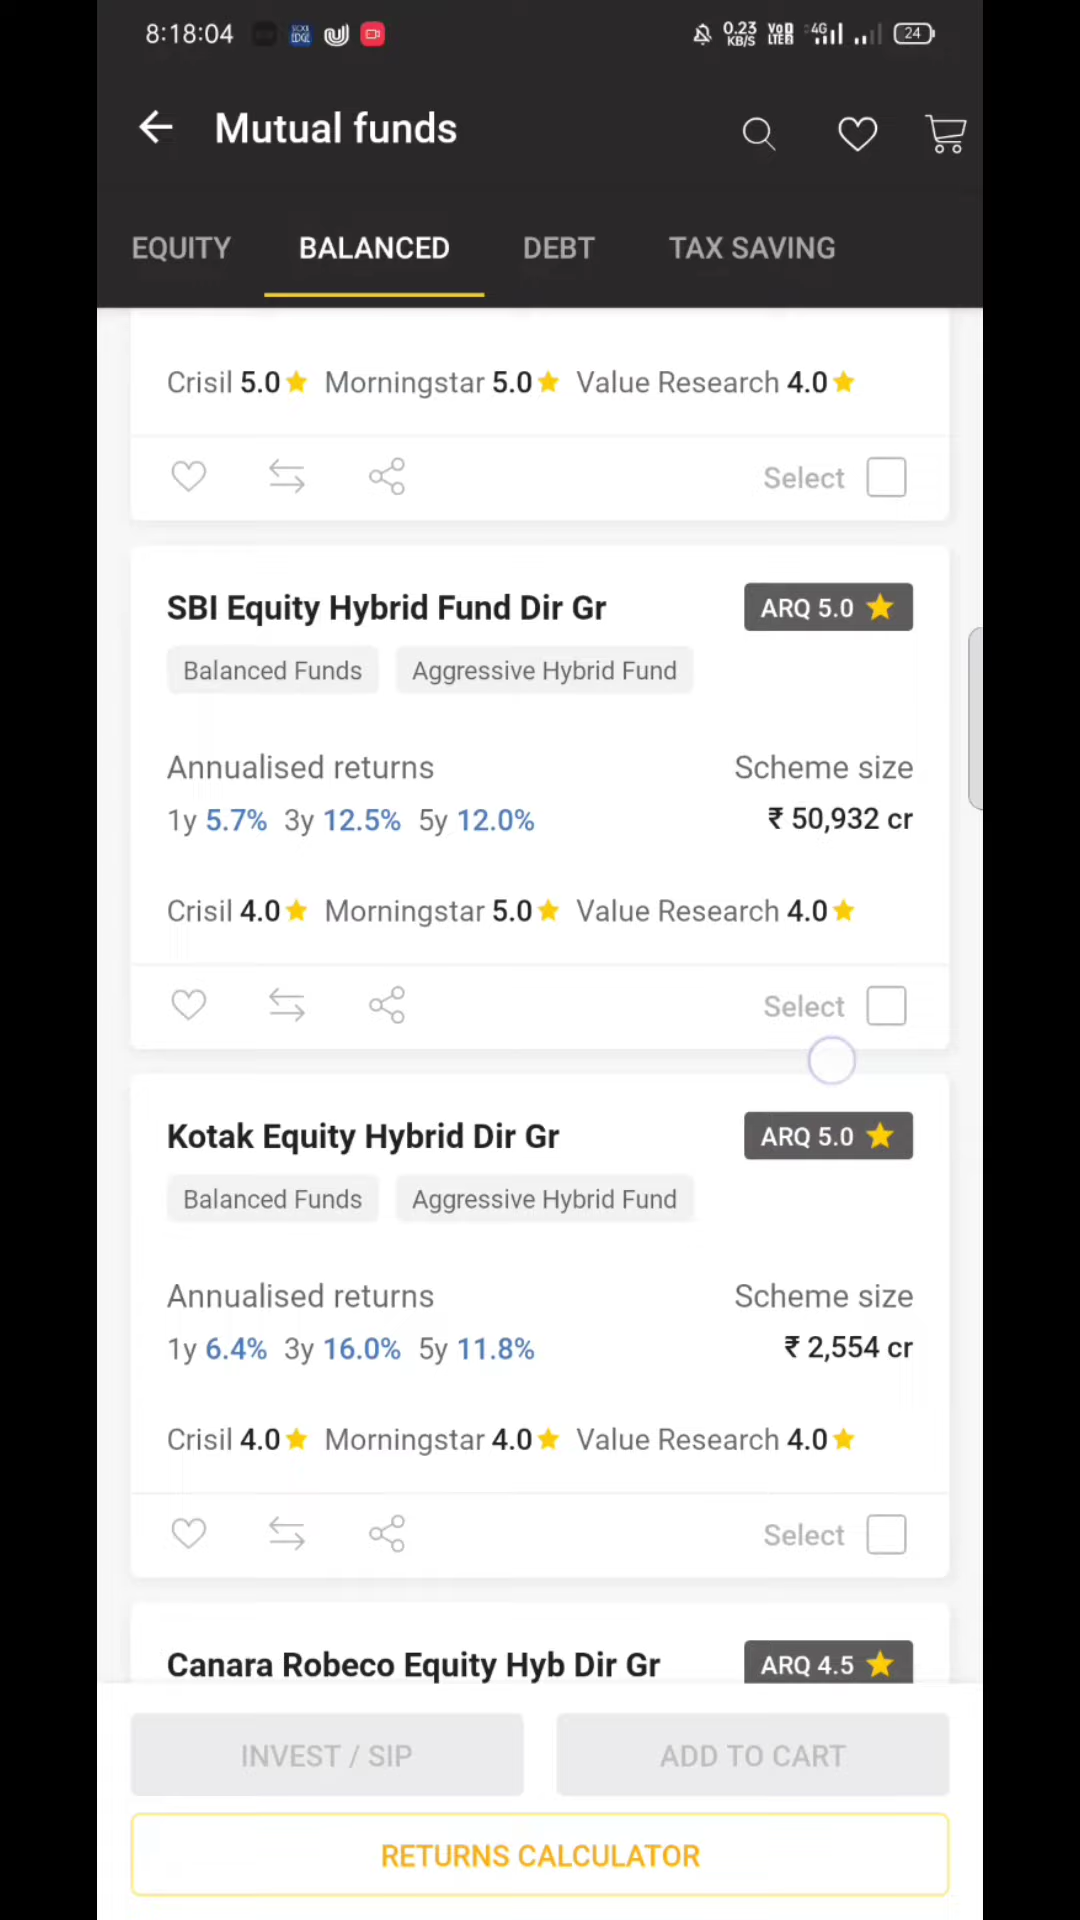 8:18:04 STOCK EDGE 0.23 KB/S VoD LTE2 4G 24
Mutual funds
EQUITY BALANCED DEBT TAX SAVING
Crisil 5.0 Morningstar 5.0 Value Research 4.0
Select
SBI Equity Hybrid Fund Dir Gr ARQ 5.0
Balanced Funds Aggressive Hybrid Fund
Annualised returns Scheme size
1y 5.7% 3y 12.5% 5y 12.0% ₹ 50,932 cr
Crisil 4.0 Morningstar 5.0 Value Research 4.0
Select
Kotak Equity Hybrid Dir Gr ARQ 5.0
Balanced Funds Aggressive Hybrid Fund
Annualised returns Scheme size
1y 6.4% 3y 16.0% 5y 11.8% ₹ 2,554 cr
Crisil 4.0 Morningstar 4.0 Value Research 4.0
Select
Canara Robeco Equity Hyb Dir Gr ARQ 4.5
INVEST / SIP ADD TO CART
RETURNS CALCULATOR